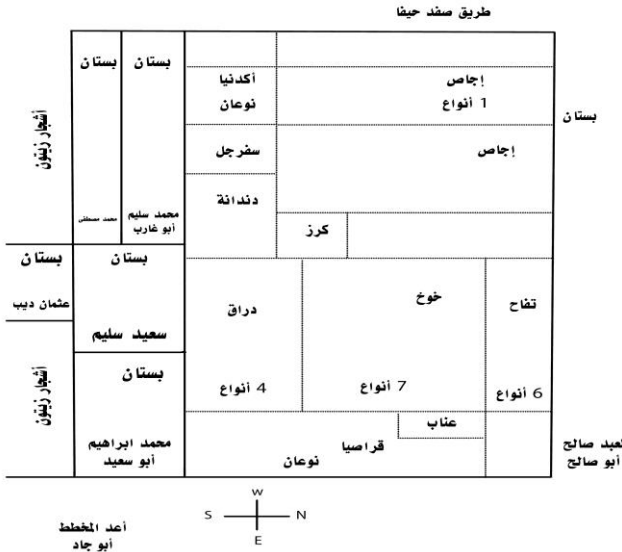 طريق صفد حيفا
بستان
إجاص
1 أنواع
أكدنيا
نوعان
بستان
بستان
أشجار زيتون
إجاص
سفرجل
دندانة
كرز
محمد سليم
أبو غارب
محمد مصطفى
بستان
عثمان ديب
بستان
سعيد سليم
تفاح
6 أنواع
خوخ
7 أنواع
دراق
4 أنواع
بستان
محمد ابراهيم
أبو سعيد
أشجار زيتون
عناب
قراصيا
نوعان
لعبد صالح
أبو صالح
W
S
N
E
أعد المخطط
أبو جاد